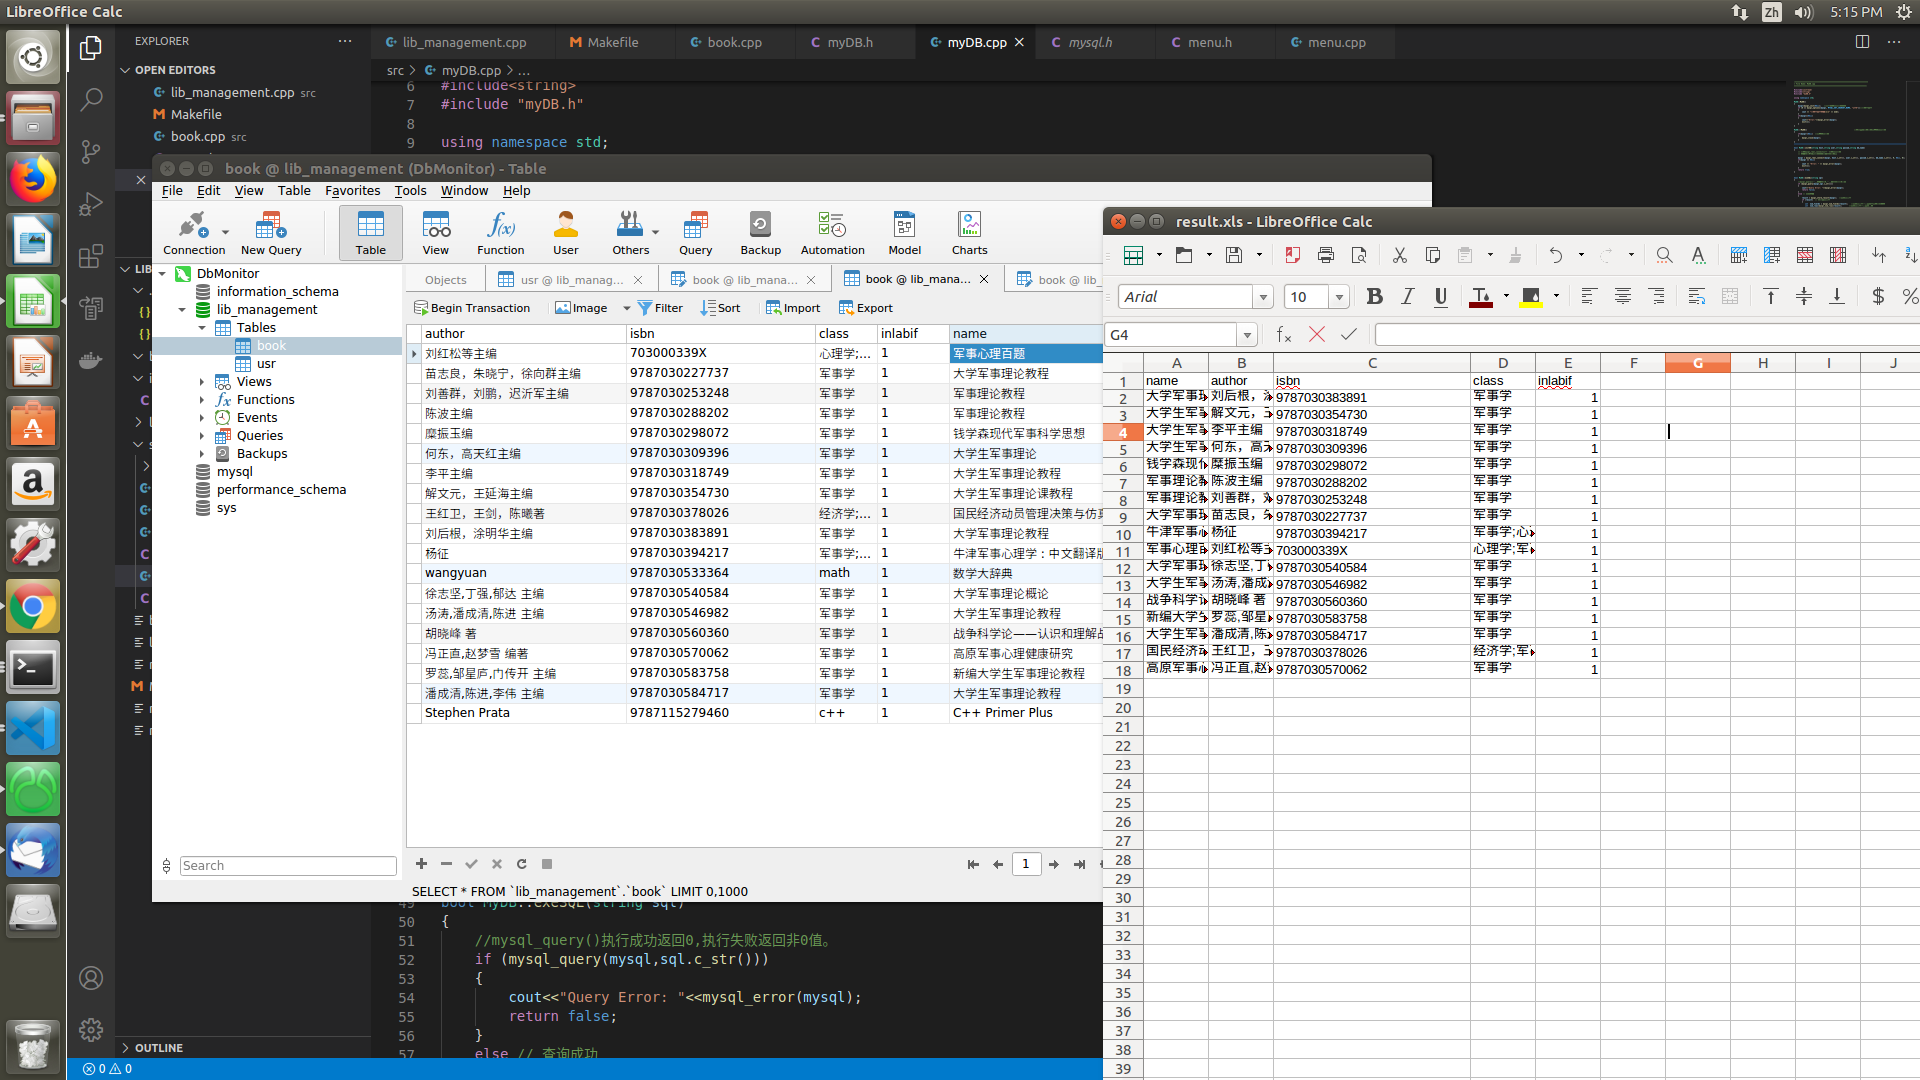 LibreOffice Calc
Zh
5:15 PM
EXPLORER
lib_management.cpp
Makefile
book.cpp
myDB.h
myDB.cpp
mysql.h
menu.h
menu.cpp
OPEN EDITORS
src
myDB.cpp
...
lib_management.cpp src
Makefile
book.cpp src
6 #include<string>
7 #include "myDB.h"
8
9 using namespace std;
book @ lib_management (DbMonitor) - Table
File Edit View Table Favorites Tools Window Help
Connection
New Query
Table
View
Function
User
Others
Query
Backup
Automation
Model
Charts
DbMonitor
information_schema
lib_management
Tables
book
usr
Views
Functions
Events
Queries
Backups
mysql
performance_schema
sys
Search
Objects
usr @ lib_manag...
book @ lib_mana...
book @ lib_mana...
book @ lib_
Begin Transaction
Image
Filter
Sort
Import
Export
author isbn class inlabif name
刘红松等主编 703000339X 心理学;... 1 军事心理百题
苗志良，朱晓宁，徐向群主编 9787030227737 军事学 1 大学军事理论教程
刘善群，刘鹏，迟沂军主编 9787030253248 军事学 1 军事理论教程
陈波主编 9787030288202 军事学 1 军事理论教程
糜振玉编 9787030298072 军事学 1 钱学森现代军事科学思想
何东，高天红主编 9787030309396 军事学 1 大学生军事理论
李平主编 9787030318749 军事学 1 大学生军事理论教程
解文元，王延海主编 9787030354730 军事学 1 大学生军事理论课教程
王红卫，王剑，陈曦著 9787030378026 经济学;... 1 国民经济动员管理决策与仿真
刘后根，涂明华主编 9787030383891 军事学 1 大学军事理论教程
杨征 9787030394217 军事学;... 1 牛津军事心理学：中文翻译版
wangyuan 9787030533364 math 1 数学大辞典
徐志坚,丁强,郁达 主编 9787030540584 军事学 1 大学军事理论概论
汤涛,潘成清,陈进 主编 9787030546982 军事学 1 大学生军事理论教程
胡晓峰 著 9787030560360 军事学 1 战争科学论——认识和理解战
冯正直,赵梦雪 编著 9787030570062 军事学 1 高原军事心理健康研究
罗蕊,邹星庐,门传开 主编 9787030583758 军事学 1 新编大学生军事理论教程
潘成清,陈进,李伟 主编 9787030584717 军事学 1 大学生军事理论教程
Stephen Prata 9787115279460 c++ 1 C++ Primer Plus
1
SELECT * FROM `lib_management`.`book` LIMIT 0,1000
result.xls - LibreOffice Calc
Arial
10
G4
A B C D E F G H I J
1 name author isbn class inlabif
2 大学军事理 刘后根， 9787030383891 军事学 1
3 大学生军事 解文元， 9787030354730 军事学 1
4 大学生军事 李平主编 9787030318749 军事学 1
5 大学生军事 何东，高天 9787030309396 军事学 1
6 钱学森现代 糜振玉编 9787030298072 军事学 1
7 军事理论教 陈波主编 9787030288202 军事学 1
8 军事理论教 刘善群， 9787030253248 军事学 1
9 大学军事理 苗志良， 9787030227737 军事学 1
10 牛津军事心 杨征 9787030394217 军事学;心 1
11 军事心理百 刘红松等主 703000339X 心理学;军 1
12 大学军事理 徐志坚,丁 9787030540584 军事学 1
13 大学生军事 汤涛,潘成 9787030546982 军事学 1
14 战争科学论 胡晓峰 著 9787030560360 军事学 1
15 新编大学生 罗蕊,邹星 9787030583758 军事学 1
16 大学生军事 潘成清,陈 9787030584717 军事学 1
17 国民经济动 王红卫， 9787030378026 经济学;军 1
18 高原军事心 冯正直,赵 9787030570062 军事学 1
19
20
21
22
23
24
25
26
27
28
29
30
31
32
33
34
35
36
37
38
39
50 {
51 //mysql_query()执行成功返回0,执行失败返回非0值。
52 if (mysql_query(mysql,sql.c_str()))
53 {
54 cout<<"Query Error: "<<mysql_error(mysql);
55 return false;
56 }
57 else // 查询成功
OUTLINE
0 0